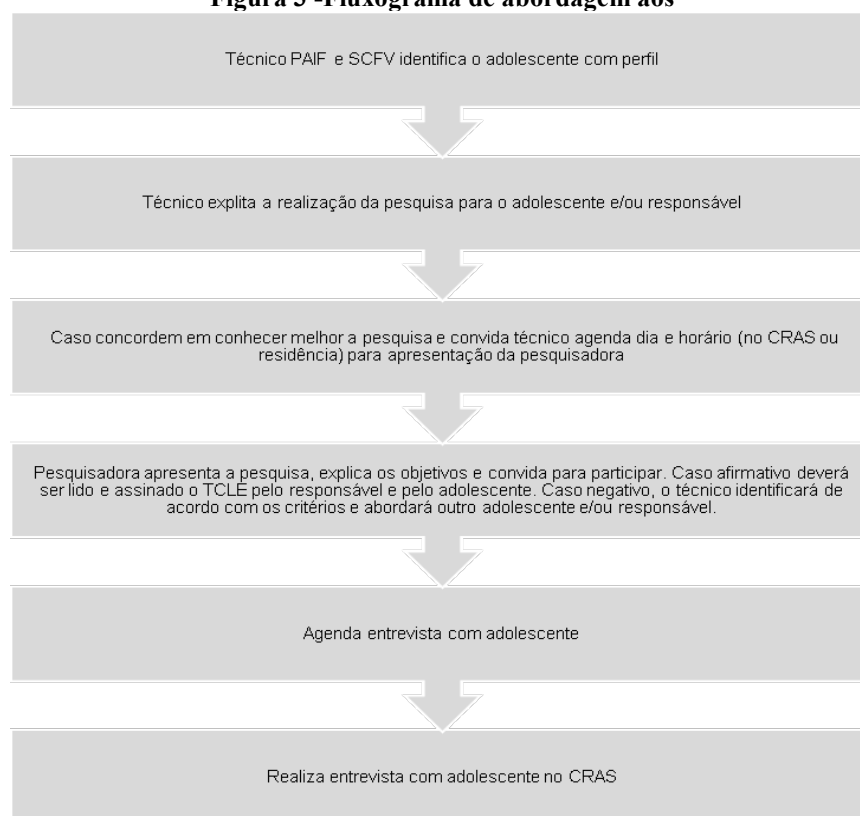 Figura 3 -Fluxograma de abordagem aos
Técnico PAIF e SCFV identifica o adolescente com perfil
Técnico explita a realização da pesquisa para o adolescente e/ou responsável
Caso concordem em conhecer melhor a pesquisa e convida técnico agenda dia e horário (no CRAS ou
residência) para apresentação da pesquisadora
Pesquisadora apresenta a pesquisa, explica os objetivos e convida para participar. Caso afirmativo deverá
ser lido e assinado o TCLE pelo responsável e pelo adolescente. Caso negativo, o técnico identificará de
acordo com os critérios e abordará outro adolescente e/ou responsável.
Agenda entrevista com adolescente
Realiza entrevista com adolescente no CRAS